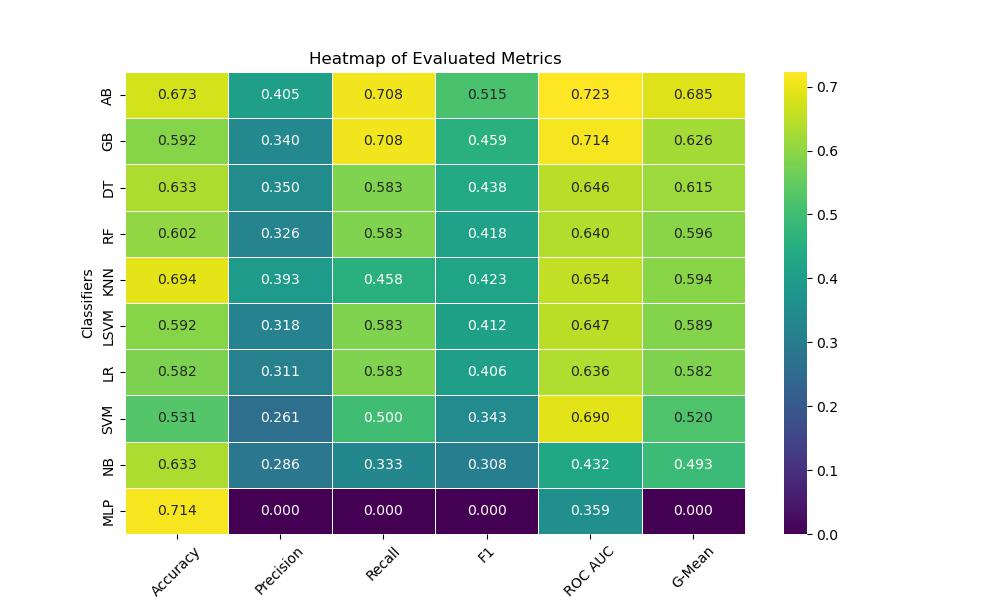 Heatmap of Evaluated Metrics
Classifiers
AB 0.673 0.405 0.708 0.515 0.723 0.685
GB 0.592 0.340 0.708 0.459 0.714 0.626
DT 0.633 0.350 0.583 0.438 0.646 0.615
RF 0.602 0.326 0.583 0.418 0.640 0.596
KNN 0.694 0.393 0.458 0.423 0.654 0.594
LSVM 0.592 0.318 0.583 0.412 0.647 0.589
LR 0.582 0.311 0.583 0.406 0.636 0.582
SVM 0.531 0.261 0.500 0.343 0.690 0.520
NB 0.633 0.286 0.333 0.308 0.432 0.493
MLP 0.714 0.000 0.000 0.000 0.359 0.000
Accuracy Precision Recall F1 ROC AUC G-Mean
0.7
0.6
0.5
0.4
0.3
0.2
0.1
0.0